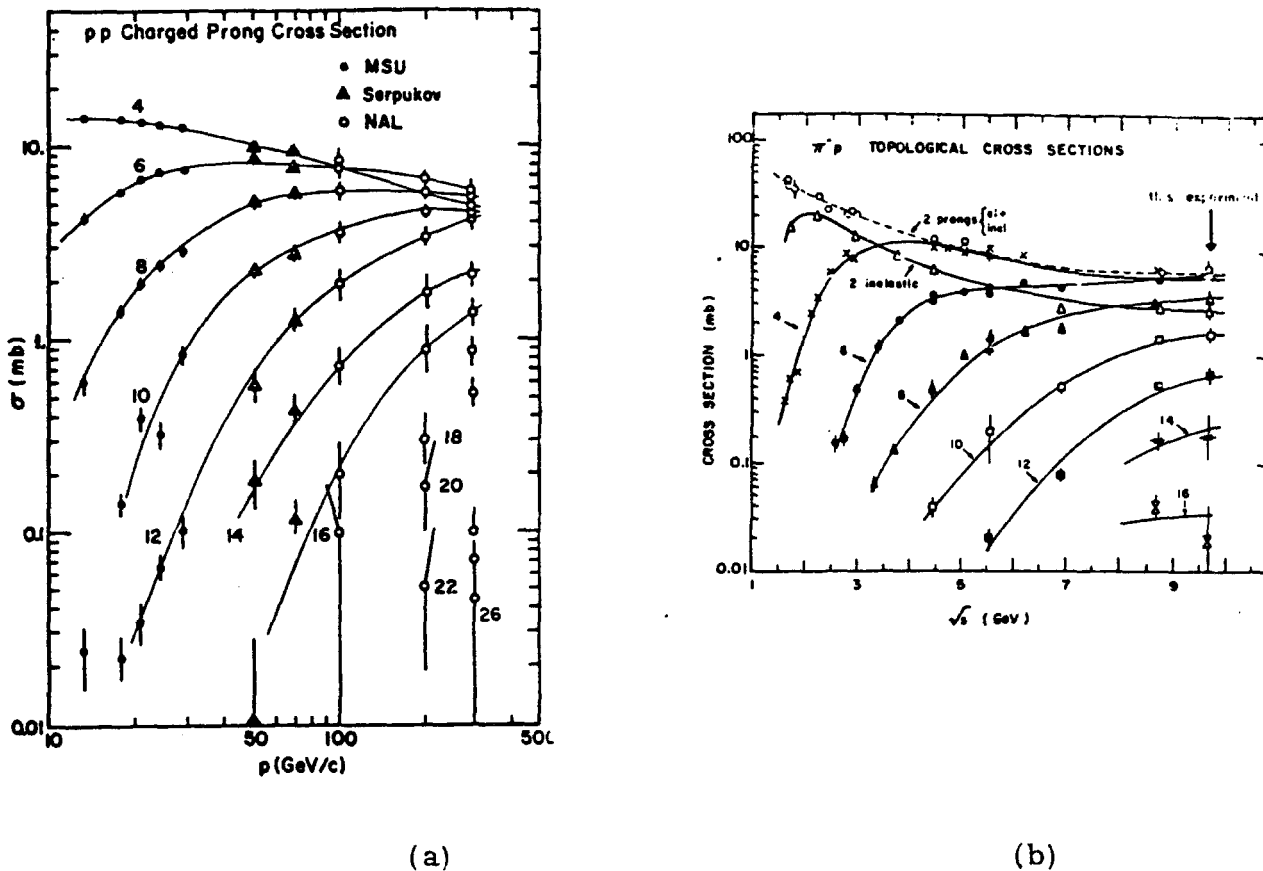 pp Charged Prong Cross Section
MSU
Serpukov
NAL
4
6
8
10
12
14
16
18
20
22
26
10.
1.
0.1
0.01
σ (mb)
10
50
100
500
p (GeV/c)
(a)
π⁻p TOPOLOGICAL CROSS SECTIONS
this experiment
2 prongs
2 inelastic
4
6
8
10
12
14
16
100
10
1
0.1
0.01
CROSS SECTION (mb)
1
3
5
7
9
√s (GeV)
(b)